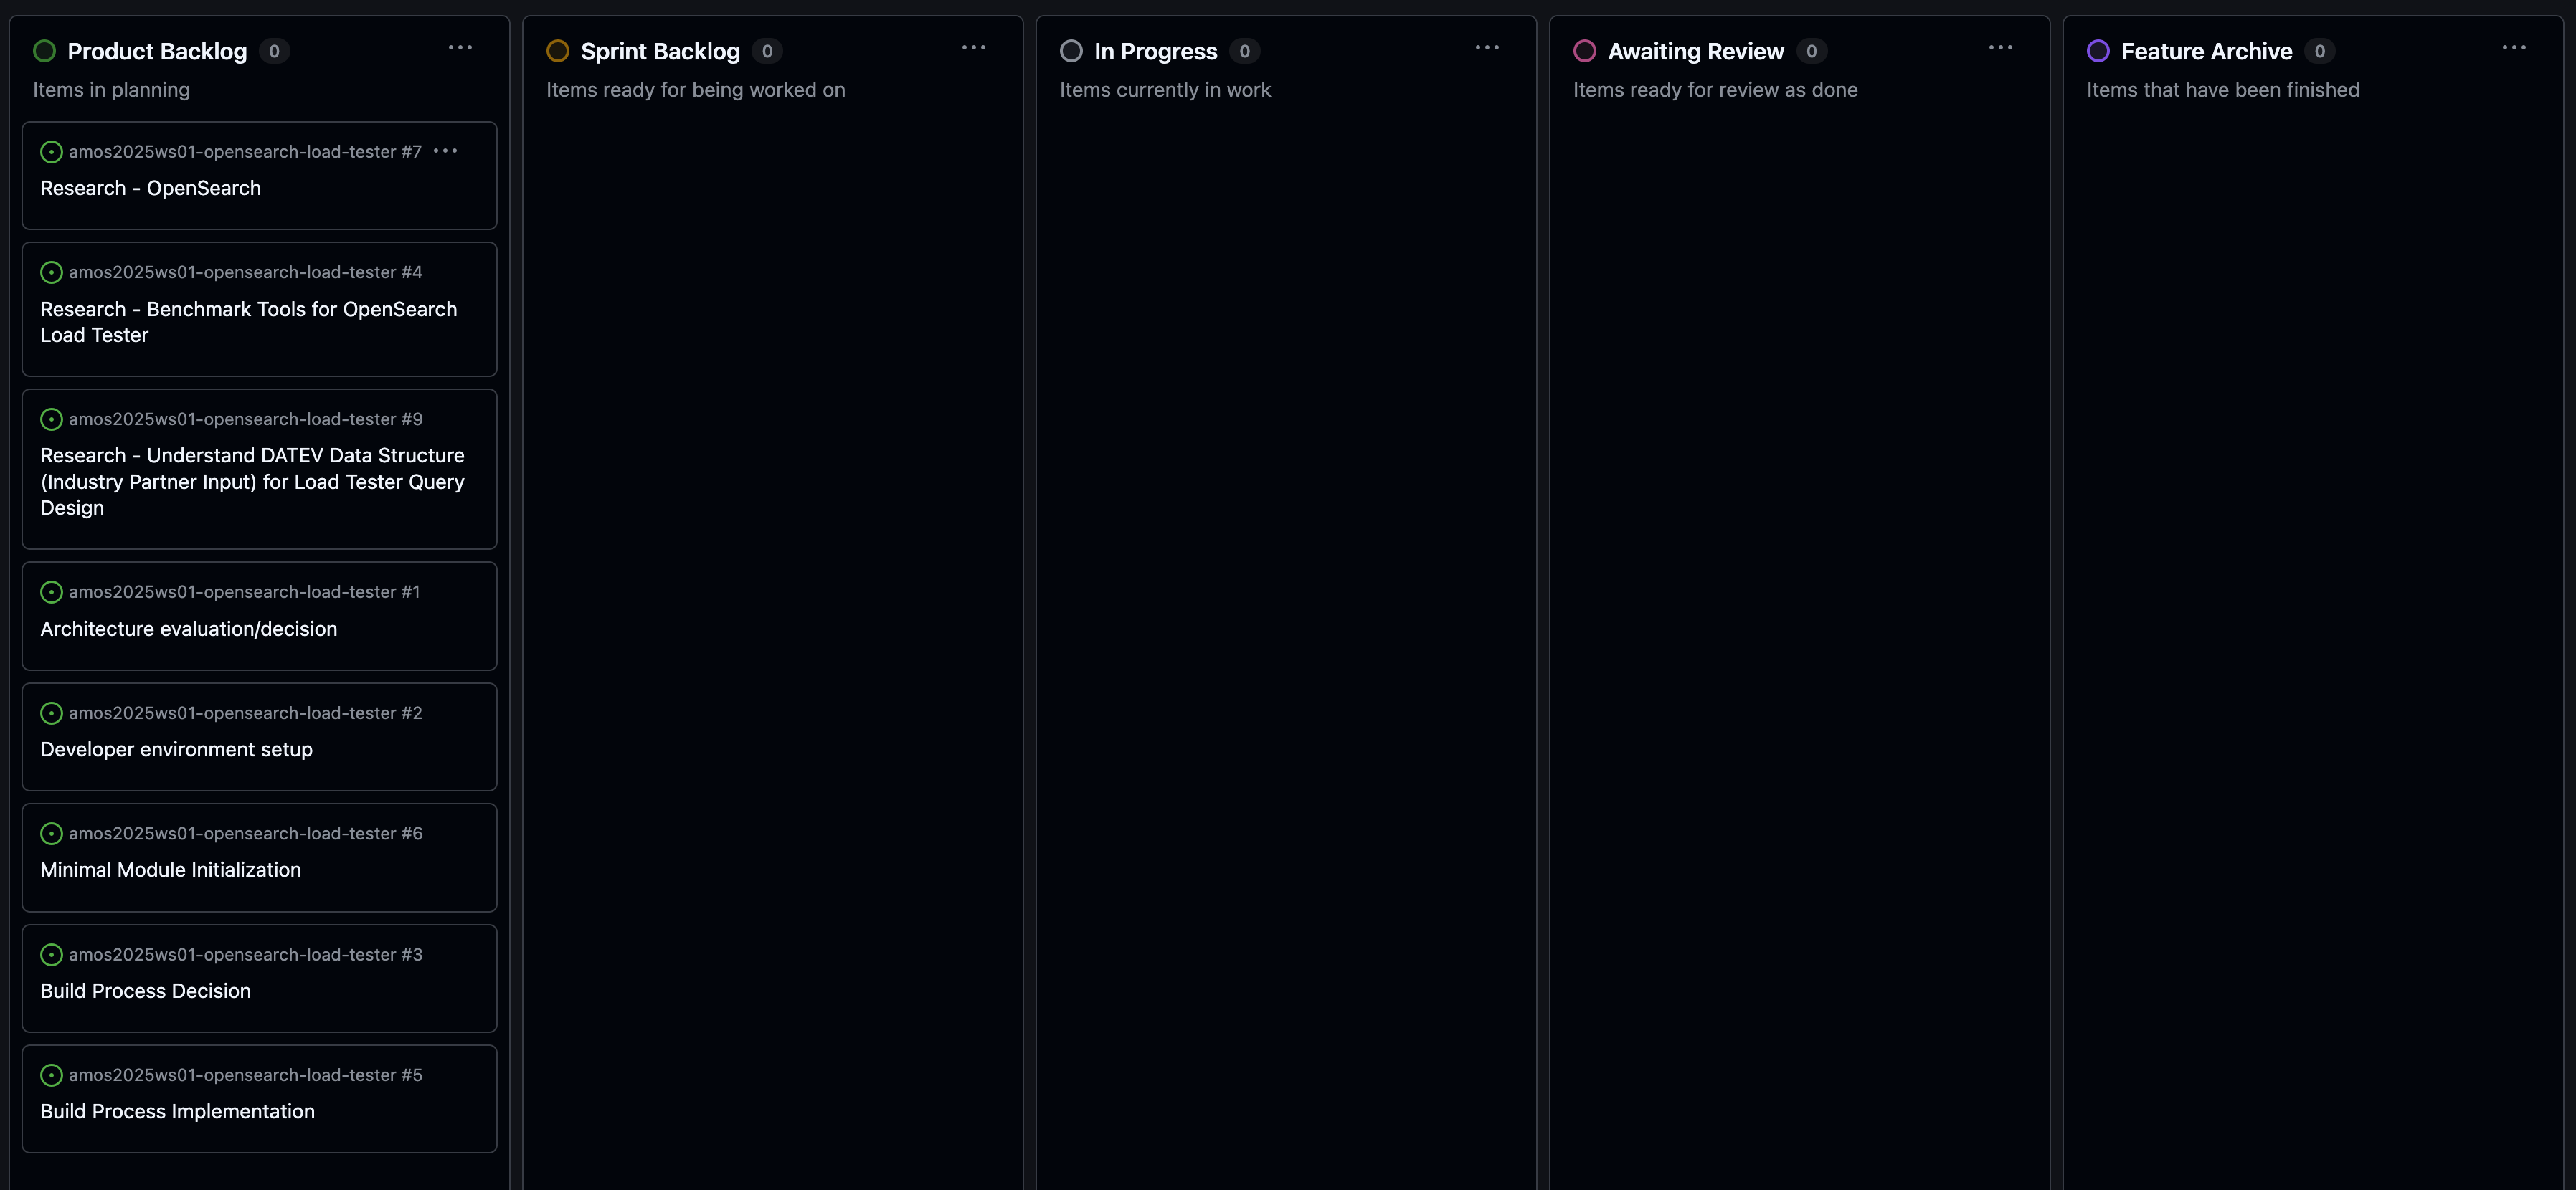 Product Backlog 0
Items in planning
amos2025ws01-opensearch-load-tester #7
Research - OpenSearch
amos2025ws01-opensearch-load-tester #4
Research - Benchmark Tools for OpenSearch
Load Tester
amos2025ws01-opensearch-load-tester #9
Research - Understand DATEV Data Structure
(Industry Partner Input) for Load Tester Query
Design
amos2025ws01-opensearch-load-tester #1
Architecture evaluation/decision
amos2025ws01-opensearch-load-tester #2
Developer environment setup
amos2025ws01-opensearch-load-tester #6
Minimal Module Initialization
amos2025ws01-opensearch-load-tester #3
Build Process Decision
amos2025ws01-opensearch-load-tester #5
Build Process Implementation
Sprint Backlog 0
Items ready for being worked on
In Progress 0
Items currently in work
Awaiting Review 0
Items ready for review as done
Feature Archive 0
Items that have been finished